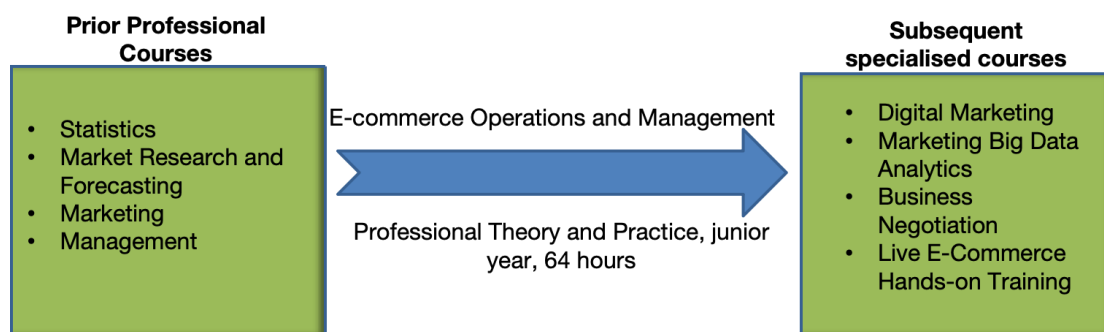 Prior Professional
Courses
• Statistics
• Market Research and
Forecasting
• Marketing
• Management
E-commerce Operations and Management
Professional Theory and Practice, junior
year, 64 hours
Subsequent
specialised courses
• Digital Marketing
• Marketing Big Data
Analytics
• Business
Negotiation
• Live E-Commerce
Hands-on Training